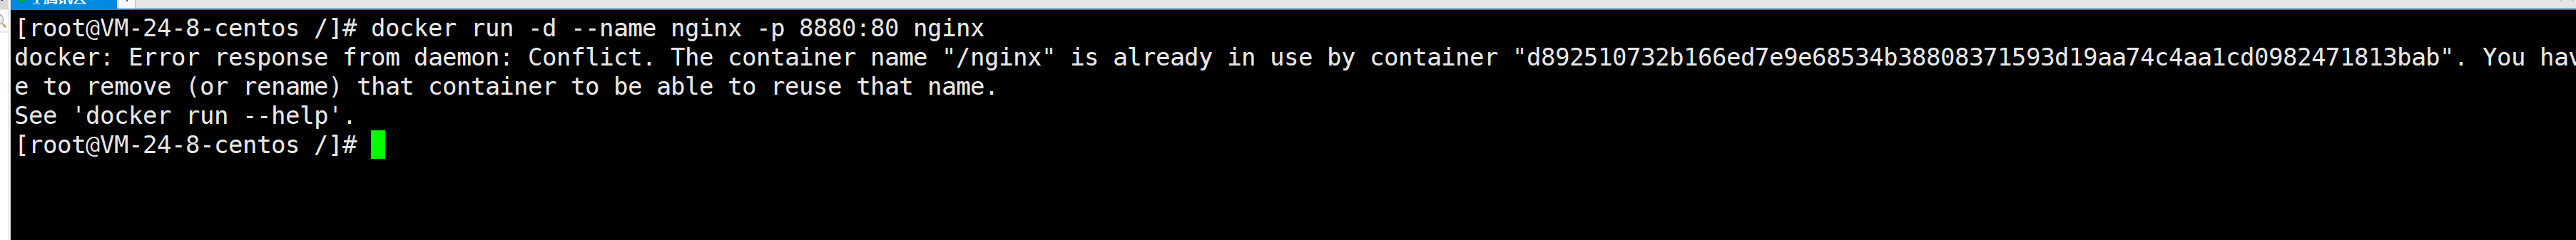 [root@VM-24-8-centos /]# docker run -d --name nginx -p 8880:80 nginx
docker: Error response from daemon: Conflict. The container name "/nginx" is already in use by container "d892510732b166ed7e9e68534b38808371593d19aa74c4aa1cd0982471813bab". You hav
e to remove (or rename) that container to be able to reuse that name.
See 'docker run --help'.
[root@VM-24-8-centos /]#